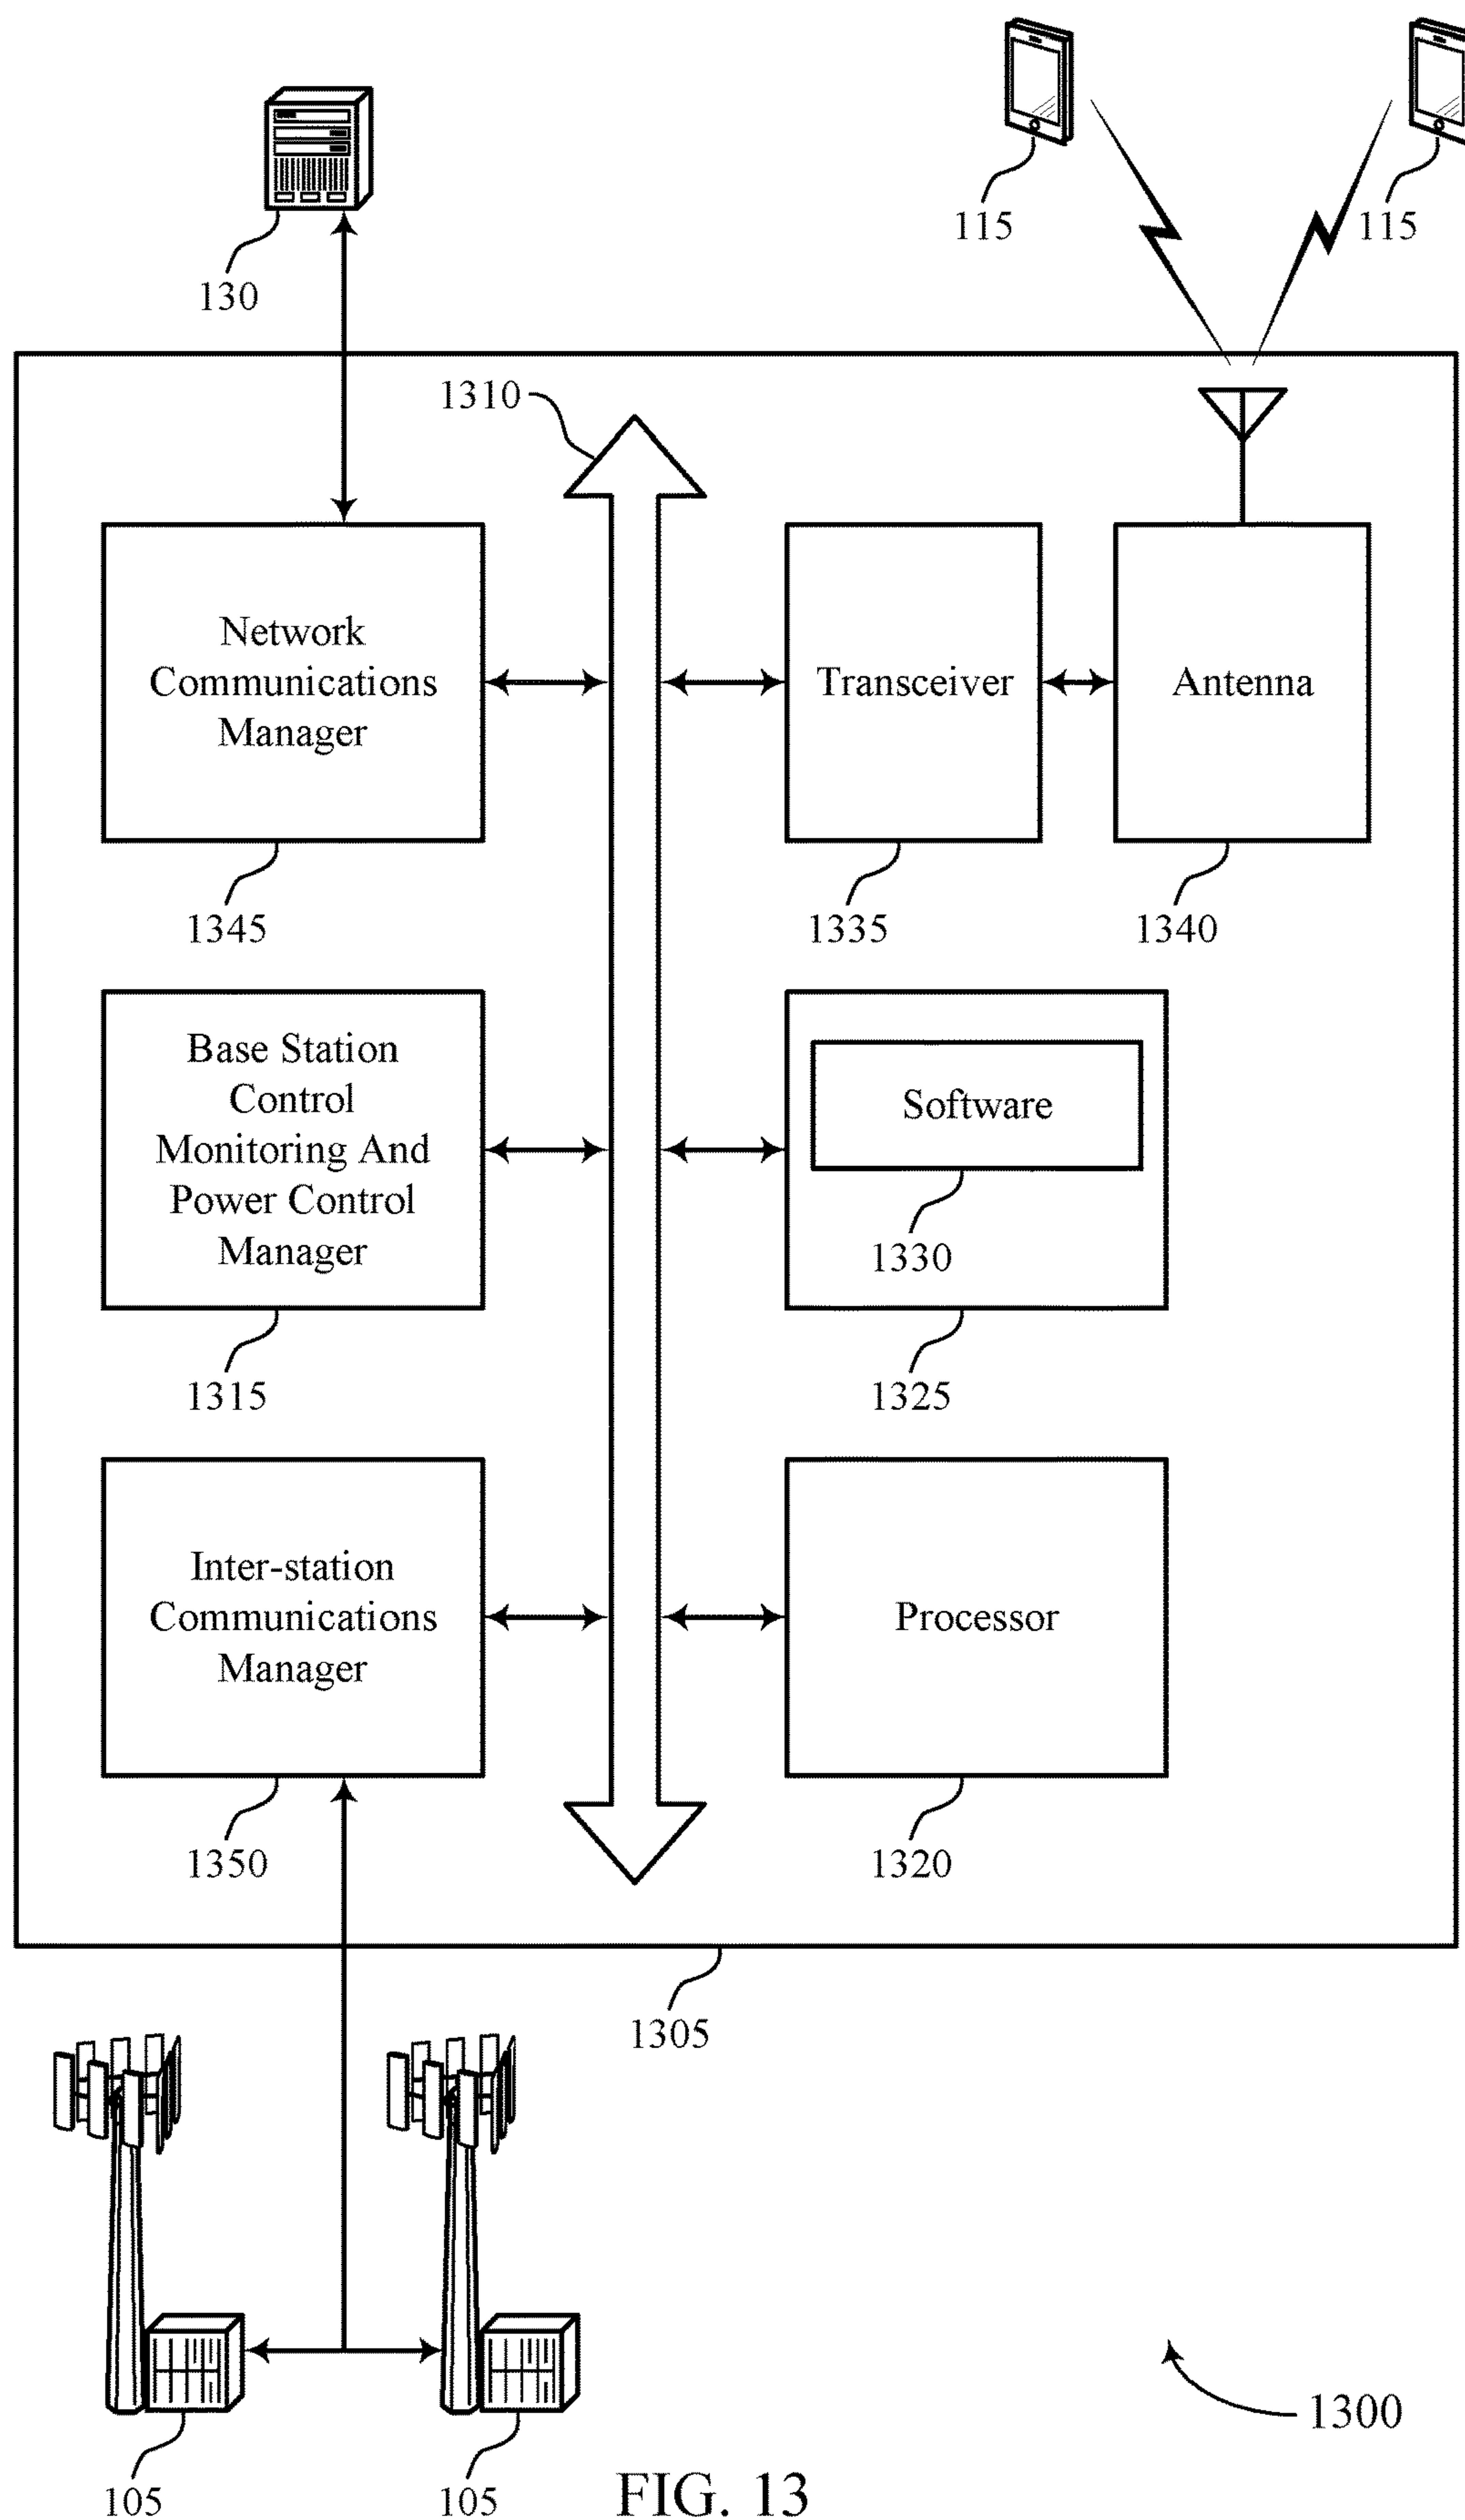 115
115
130
1310
Network
Communications
Manager
Transceiver
Antenna
1345
1335
1340
Base Station
Control
Monitoring And
Power Control
Manager
Software
1330
1315
1325
Inter-station
Communications
Manager
Processor
1350
1320
1305
1300
105
105
FIG. 13